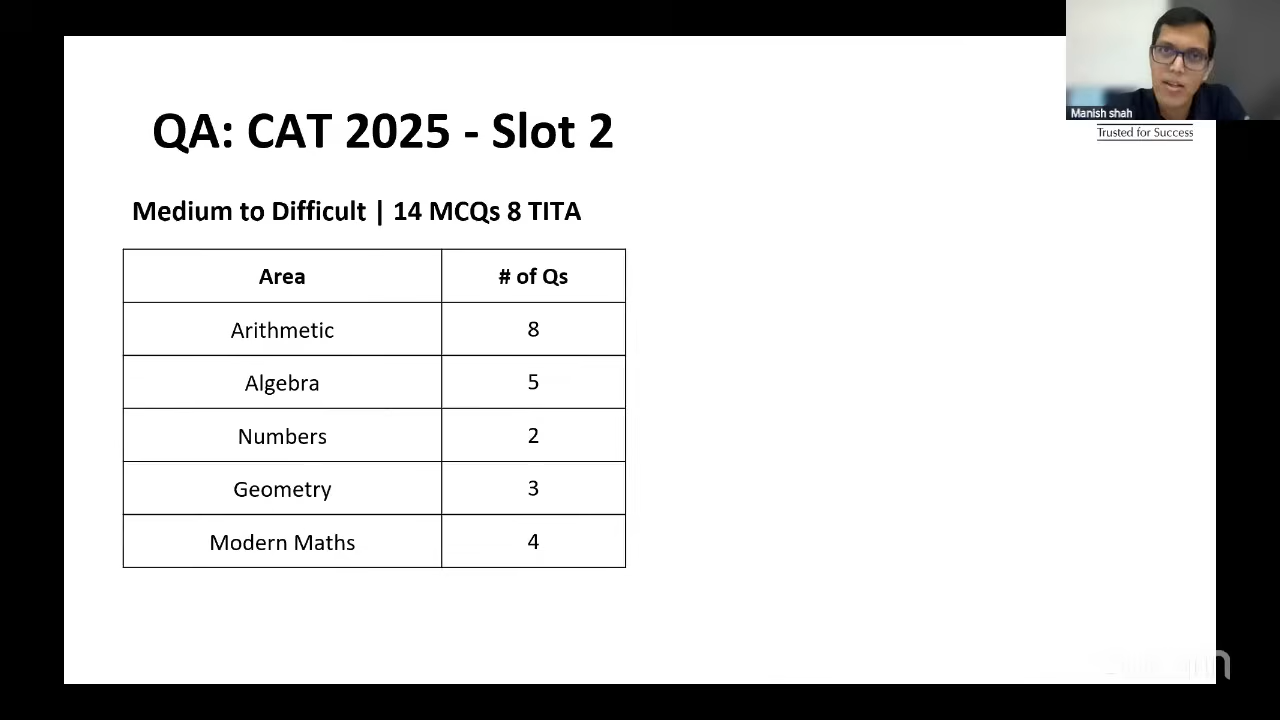 QA: CAT 2025 - Slot 2
Manish shah
Trusted for Success
Medium to Difficult | 14 MCQs 8 TITA
Area # of Qs
Arithmetic 8
Algebra 5
Numbers 2
Geometry 3
Modern Maths 4